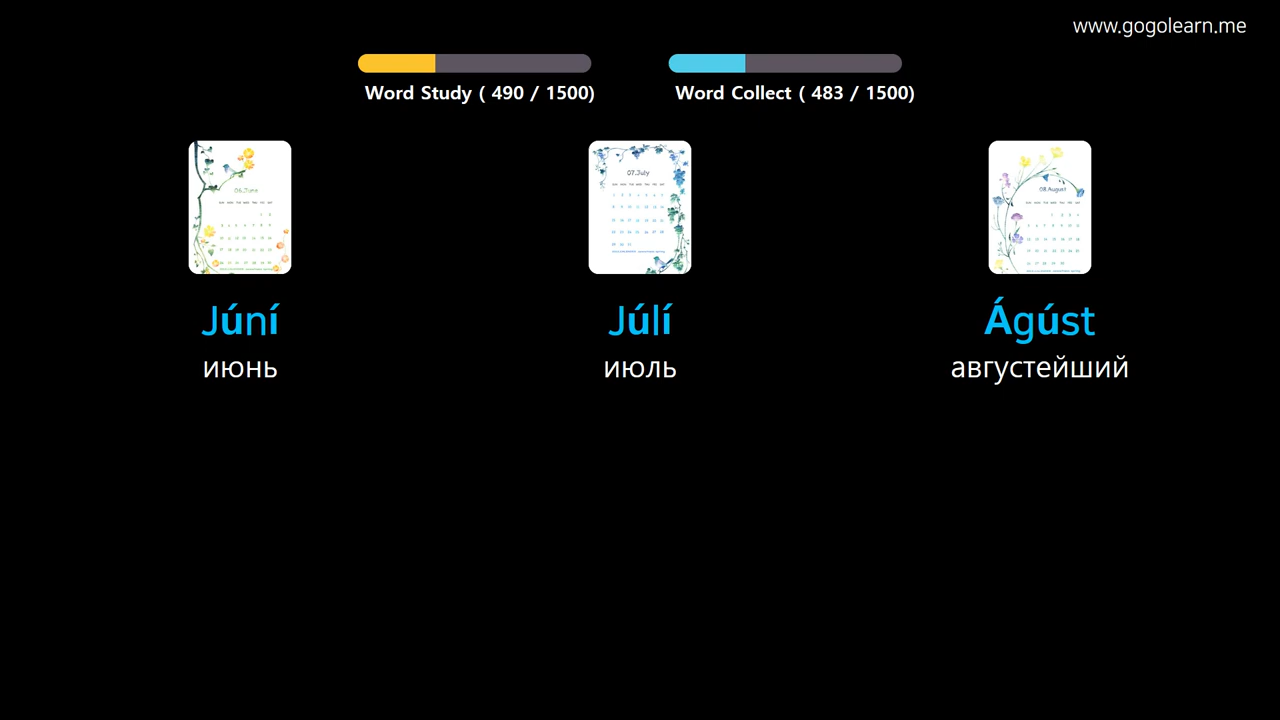 www.gogolearn.me
Word Study ( 490 / 1500)
Word Collect ( 483 / 1500)
06.June
07.July
08.August
Júní
Júlí
Ágúst
июнь
июль
августейший